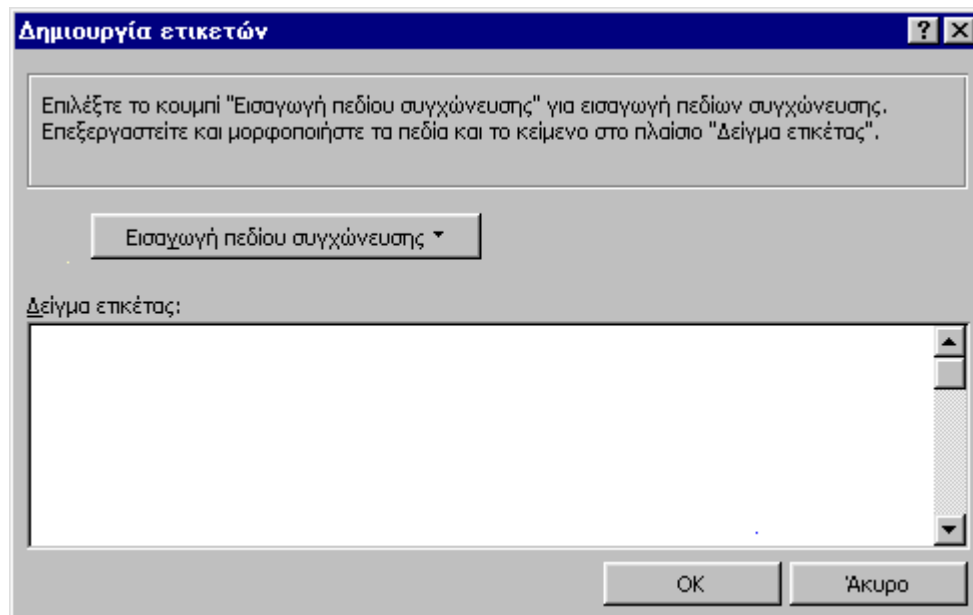 Δημιουργία ετικετών
Επιλέξτε το κουμπί "Εισαγωγή πεδίου συγχώνευσης" για εισαγωγή πεδίων συγχώνευσης.
Επεξεργαστείτε και μορφοποιήστε τα πεδία και το κείμενο στο πλαίσιο "Δείγμα ετικέτας".
Εισαγωγή πεδίου συγχώνευσης
Δείγμα ετικέτας:
OK Άκυρο